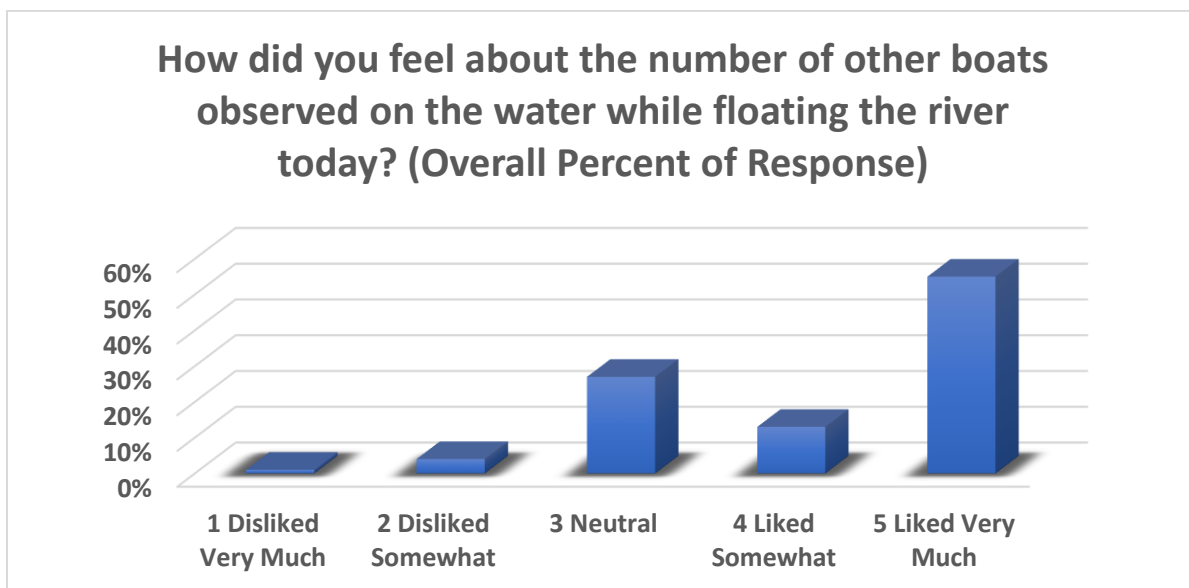 How did you feel about the number of other boats
observed on the water while floating the river
today? (Overall Percent of Response)
60%
50%
40%
30%
20%
10%
0%
1 Disliked
Very Much
2 Disliked
Somewhat
3 Neutral
4 Liked
Somewhat
5 Liked Very
Much